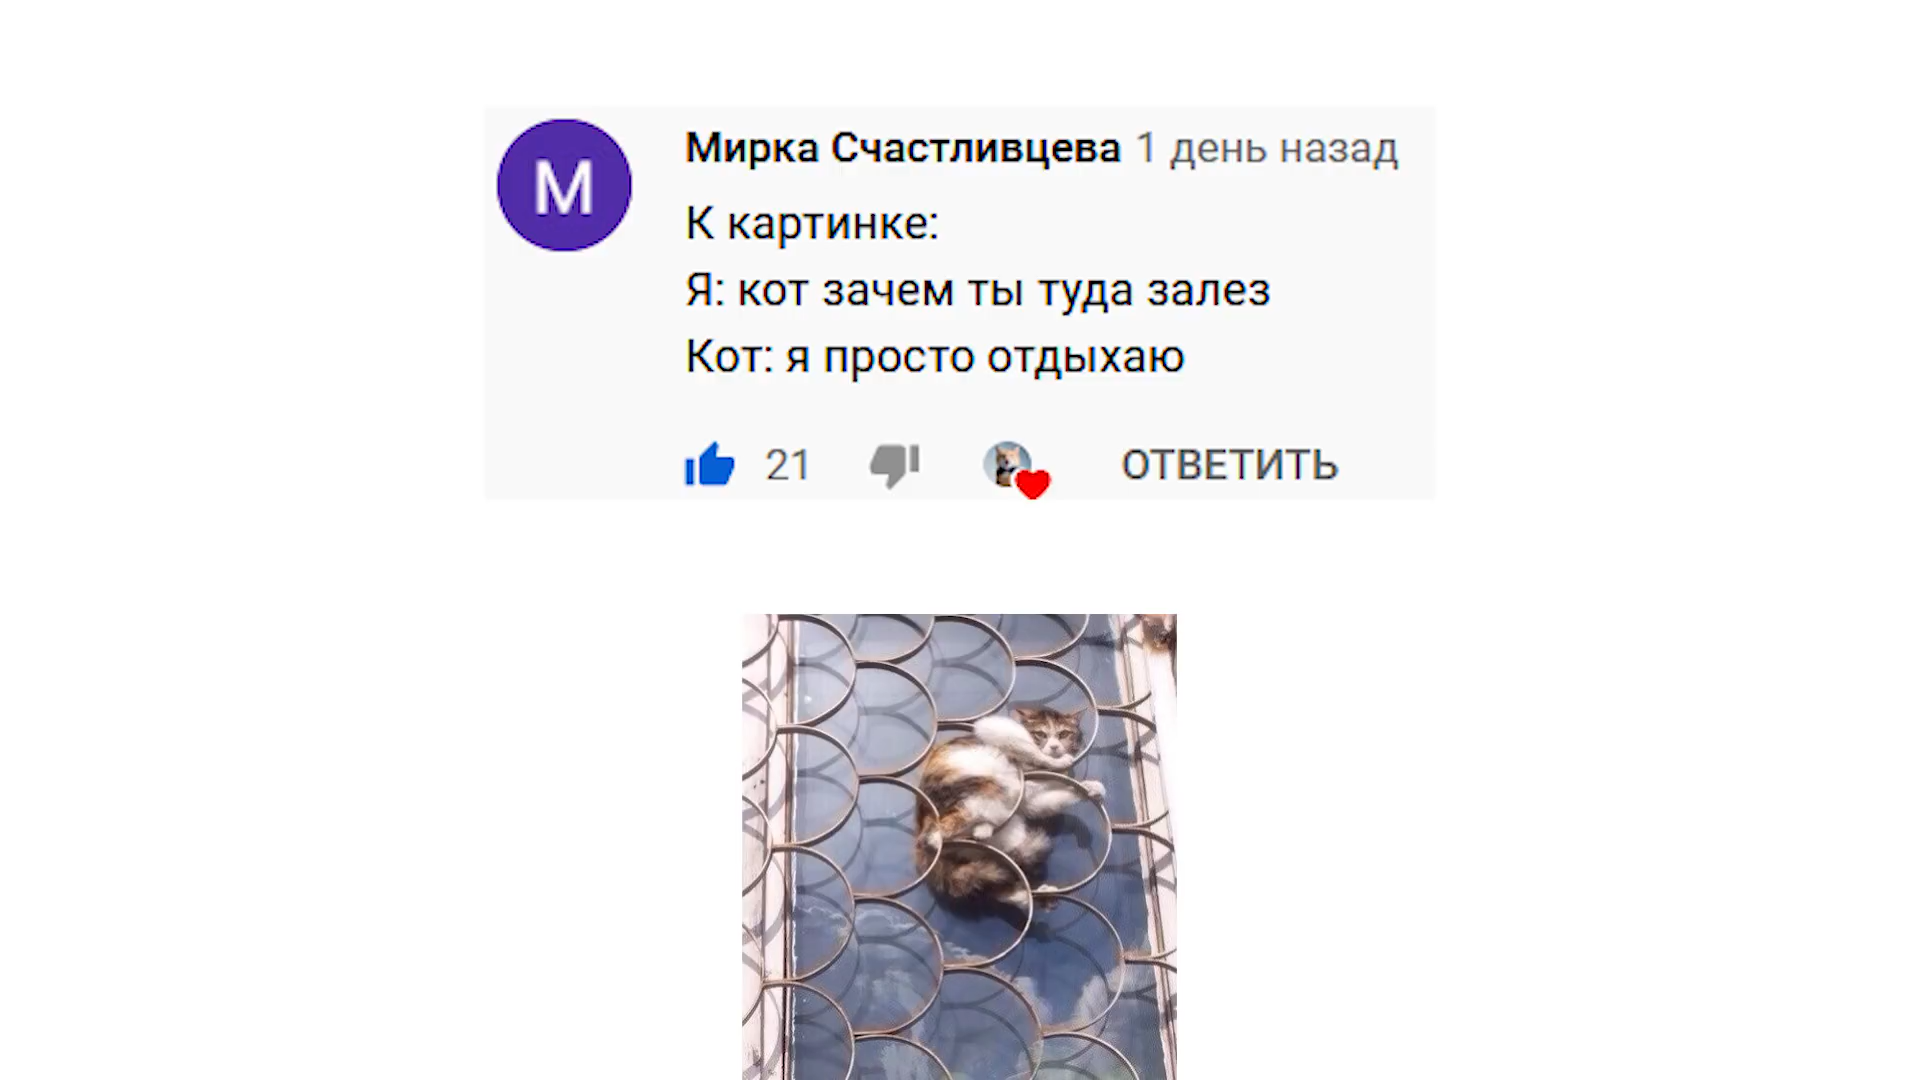 М
Мирка Счастливцева 1 день назад
К картинке:
Я: кот зачем ты туда залез
Кот: я просто отдыхаю
21 ОТВЕТИТЬ